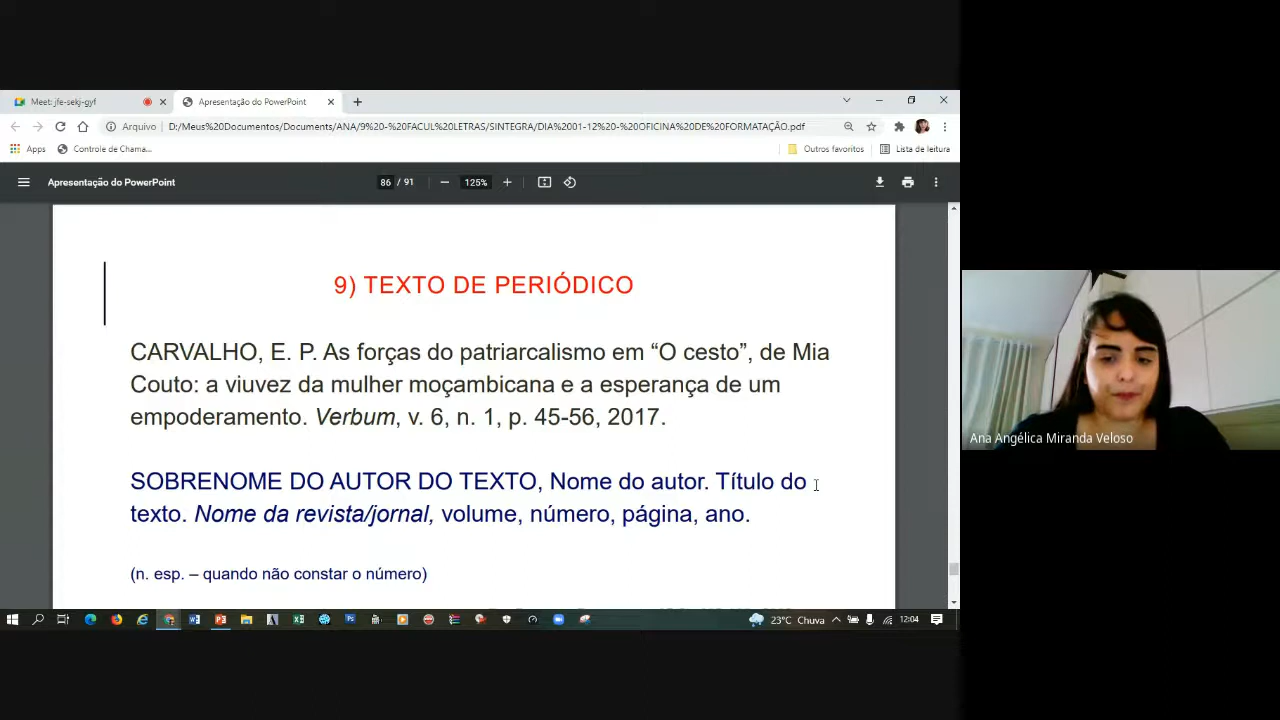 Meet: jfe-sekj-gyf
Apresentação do PowerPoint
Arquivo
D:/Meus%20Documentos/Documents/ANA/9%20-%20FACUL%20LETRAS/SINTEGRA/DIA%2001-12%20-%20OFICINA%20DE%20FORMATAÇÃO.pdf
Apps
Controle de Chama...
Outros favoritos
Lista de leitura
Apresentação do PowerPoint
86 / 91
125%
9) TEXTO DE PERIÓDICO
CARVALHO, E. P. As forças do patriarcalismo em “O cesto”, de Mia
Couto: a viuvez da mulher moçambicana e a esperança de um
empoderamento. Verbum, v. 6, n. 1, p. 45-56, 2017.
SOBRENOME DO AUTOR DO TEXTO, Nome do autor. Título do
texto. Nome da revista/jornal, volume, número, página, ano.
(n. esp. – quando não constar o número)
Ana Angélica Miranda Veloso
23°C Chuva
12:04